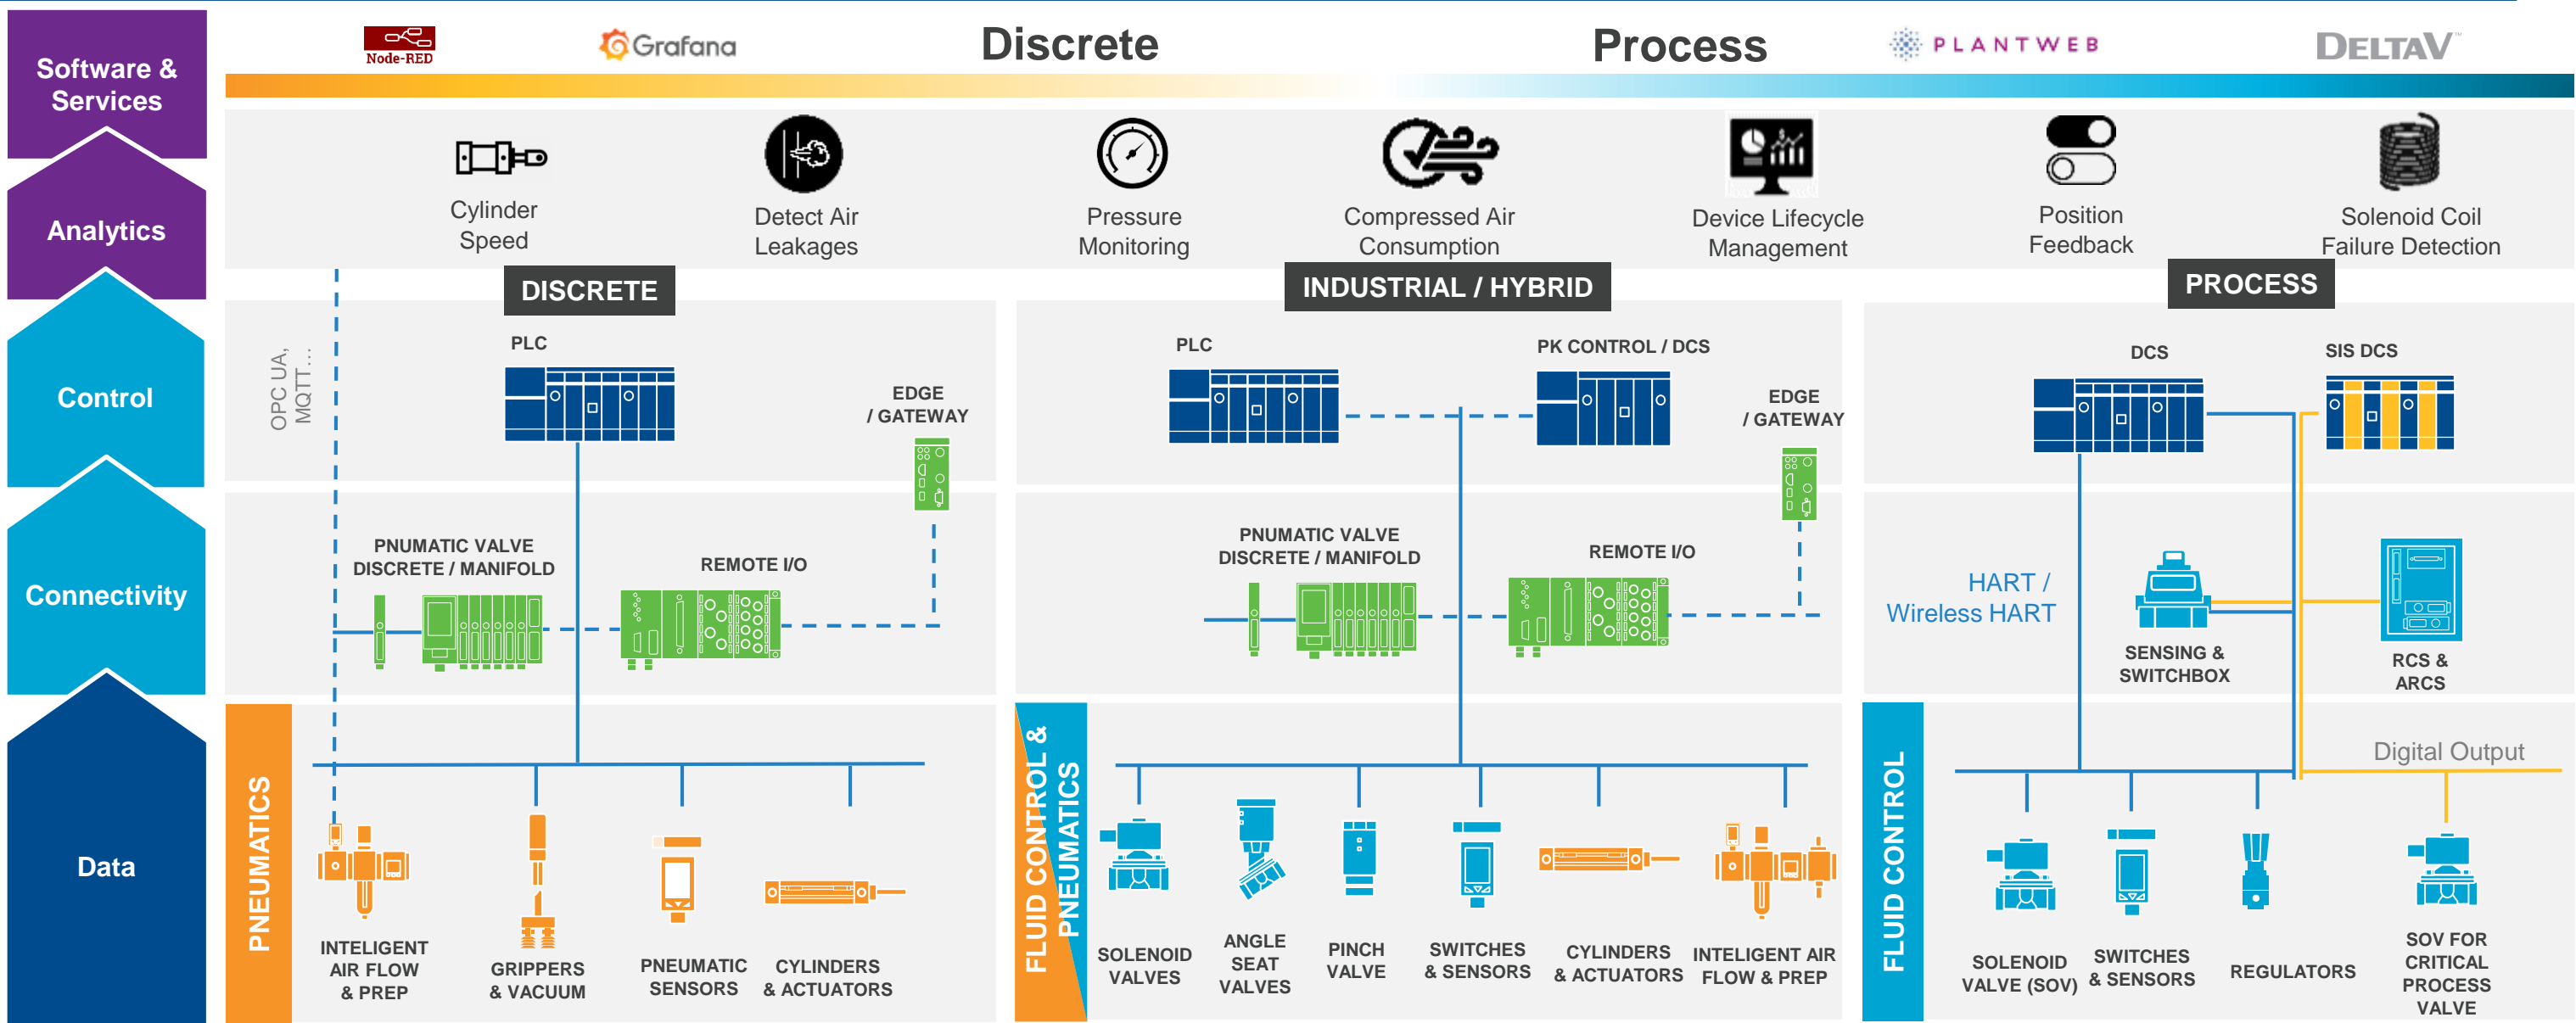 Software &
Services
Analytics
Control
Connectivity
Data
Node-RED
Grafana
Discrete
Process
PLANTWEB
DELTAV™
Cylinder
Speed
Detect Air
Leakages
Pressure
Monitoring
Compressed Air
Consumption
Device Lifecycle
Management
Position
Feedback
Solenoid Coil
Failure Detection
DISCRETE
OPC UA,
MQTT...
PLC
EDGE
/ GATEWAY
PNUMATIC VALVE
DISCRETE / MANIFOLD
REMOTE I/O
PNEUMATICS
INTELIGENT
AIR FLOW
& PREP
GRIPPERS
& VACUUM
PNEUMATIC
SENSORS
CYLINDERS
& ACTUATORS
INDUSTRIAL / HYBRID
PLC
PK CONTROL / DCS
EDGE
/ GATEWAY
PNUMATIC VALVE
DISCRETE / MANIFOLD
REMOTE I/O
FLUID CONTROL &
PNEUMATICS
SOLENOID
VALVES
ANGLE
SEAT
VALVES
PINCH
VALVE
SWITCHES
& SENSORS
CYLINDERS
& ACTUATORS
INTELIGENT AIR
FLOW & PREP
PROCESS
DCS
SIS DCS
HART /
Wireless HART
SENSING &
SWITCHBOX
RCS &
ARCS
Digital Output
FLUID CONTROL
SOLENOID
VALVE (SOV)
SWITCHES
& SENSORS
REGULATORS
SOV FOR
CRITICAL
PROCESS
VALVE